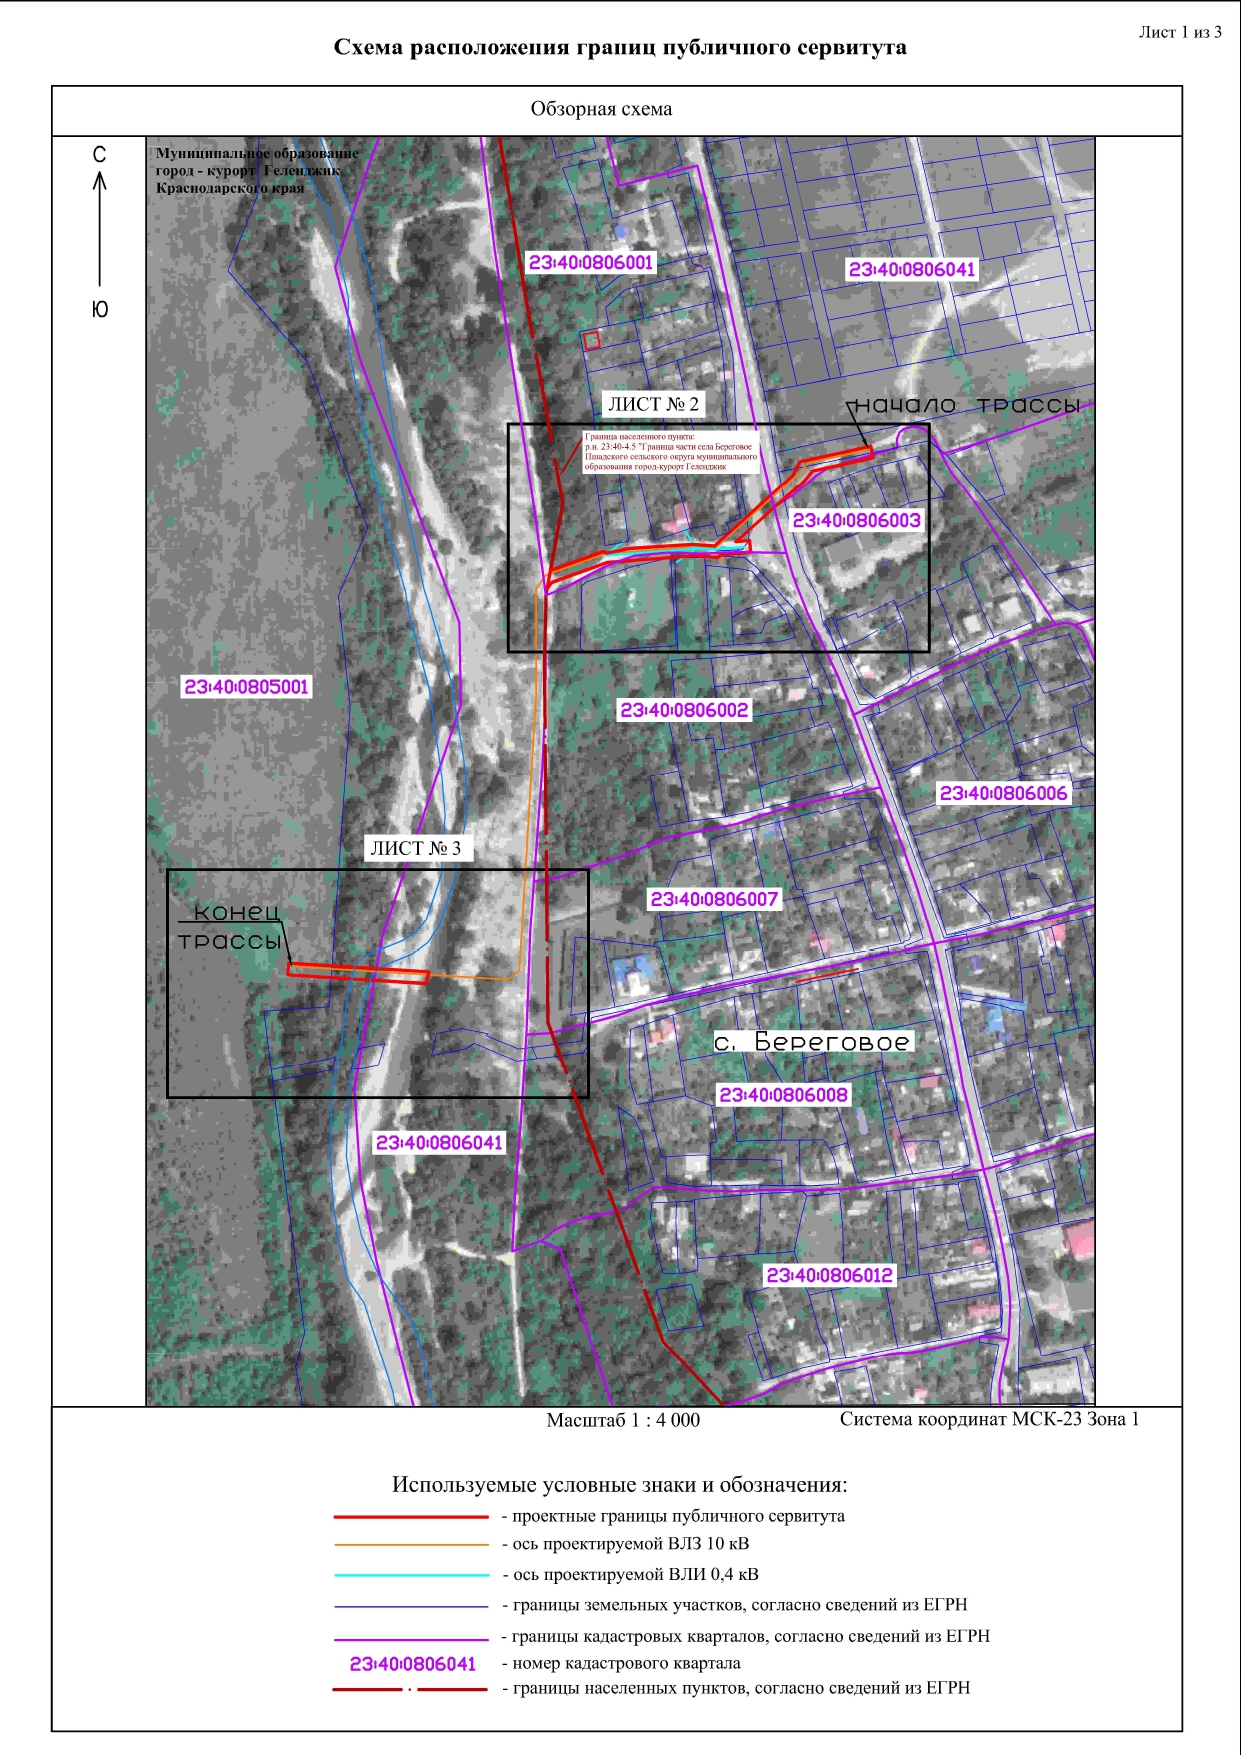 Лист 1 из 3
Схема расположения границ публичного сервитута
Обзорная схема
С
Ю
Муниципальное образование
город - курорт Геленджик
Краснодарского края
23:40:0806001
23:40:0806041
ЛИСТ № 2
начало трассы
Граница населенного пункта:
р.н. 23:40-4.5 "Граница части села Береговое
Пшадского сельского округа муниципального
образования город-курорт Геленджик
23:40:0806003
23:40:0805001
23:40:0806002
23:40:0806006
ЛИСТ № 3
23:40:0806007
конец
трассы
с. Береговое
23:40:0806008
23:40:0806041
23:40:0806012
Масштаб 1 : 4 000
Система координат МСК-23 Зона 1
Используемые условные знаки и обозначения:
- проектные границы публичного сервитута
- ось проектируемой ВЛЗ 10 кВ
- ось проектируемой ВЛИ 0,4 кВ
- границы земельных участков, согласно сведений из ЕГРН
- границы кадастровых кварталов, согласно сведений из ЕГРН
23:40:0806041 - номер кадастрового квартала
- границы населенных пунктов, согласно сведений из ЕГРН